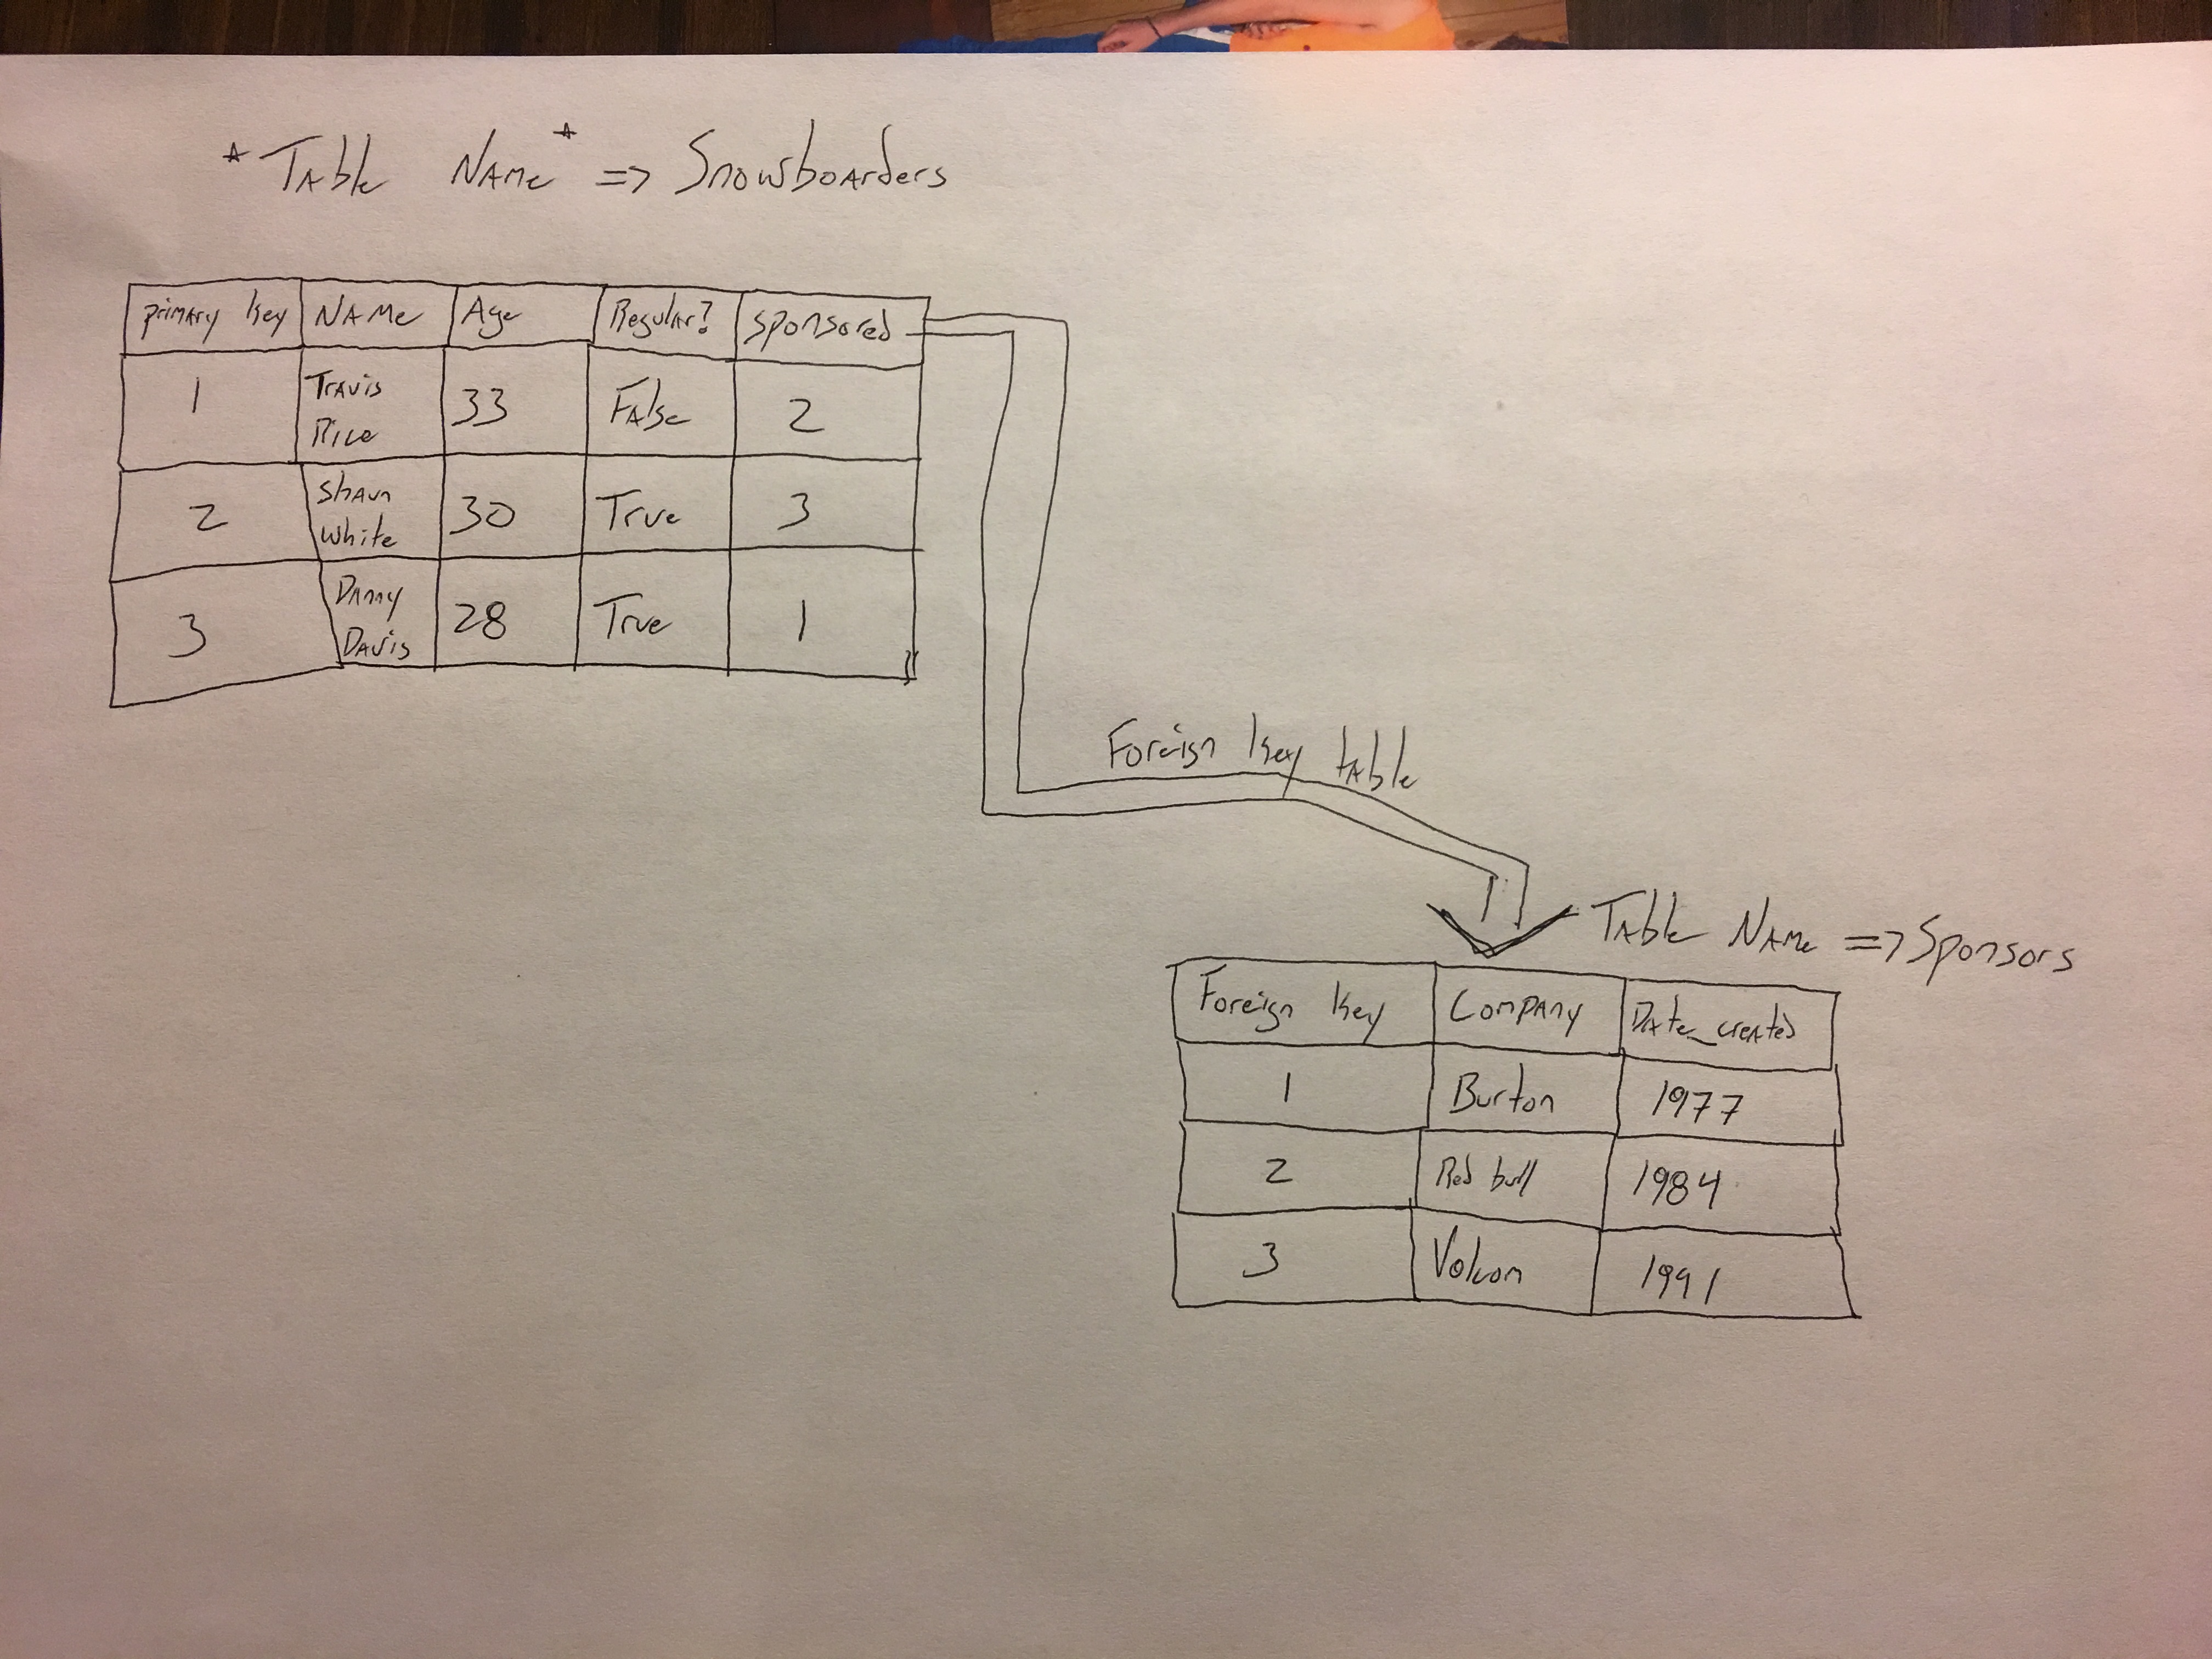 *Table Name* => Snowboarders
primary key Name Age Regular? Sponsored
1 Travis Rice 33 False 2
2 Shaun White 30 True 3
3 Danny Davis 28 True 1
Foreign key table
Table Name => Sponsors
Foreign key Company Date_created
1 Burton 1977
2 Red bull 1984
3 Volcon 1991